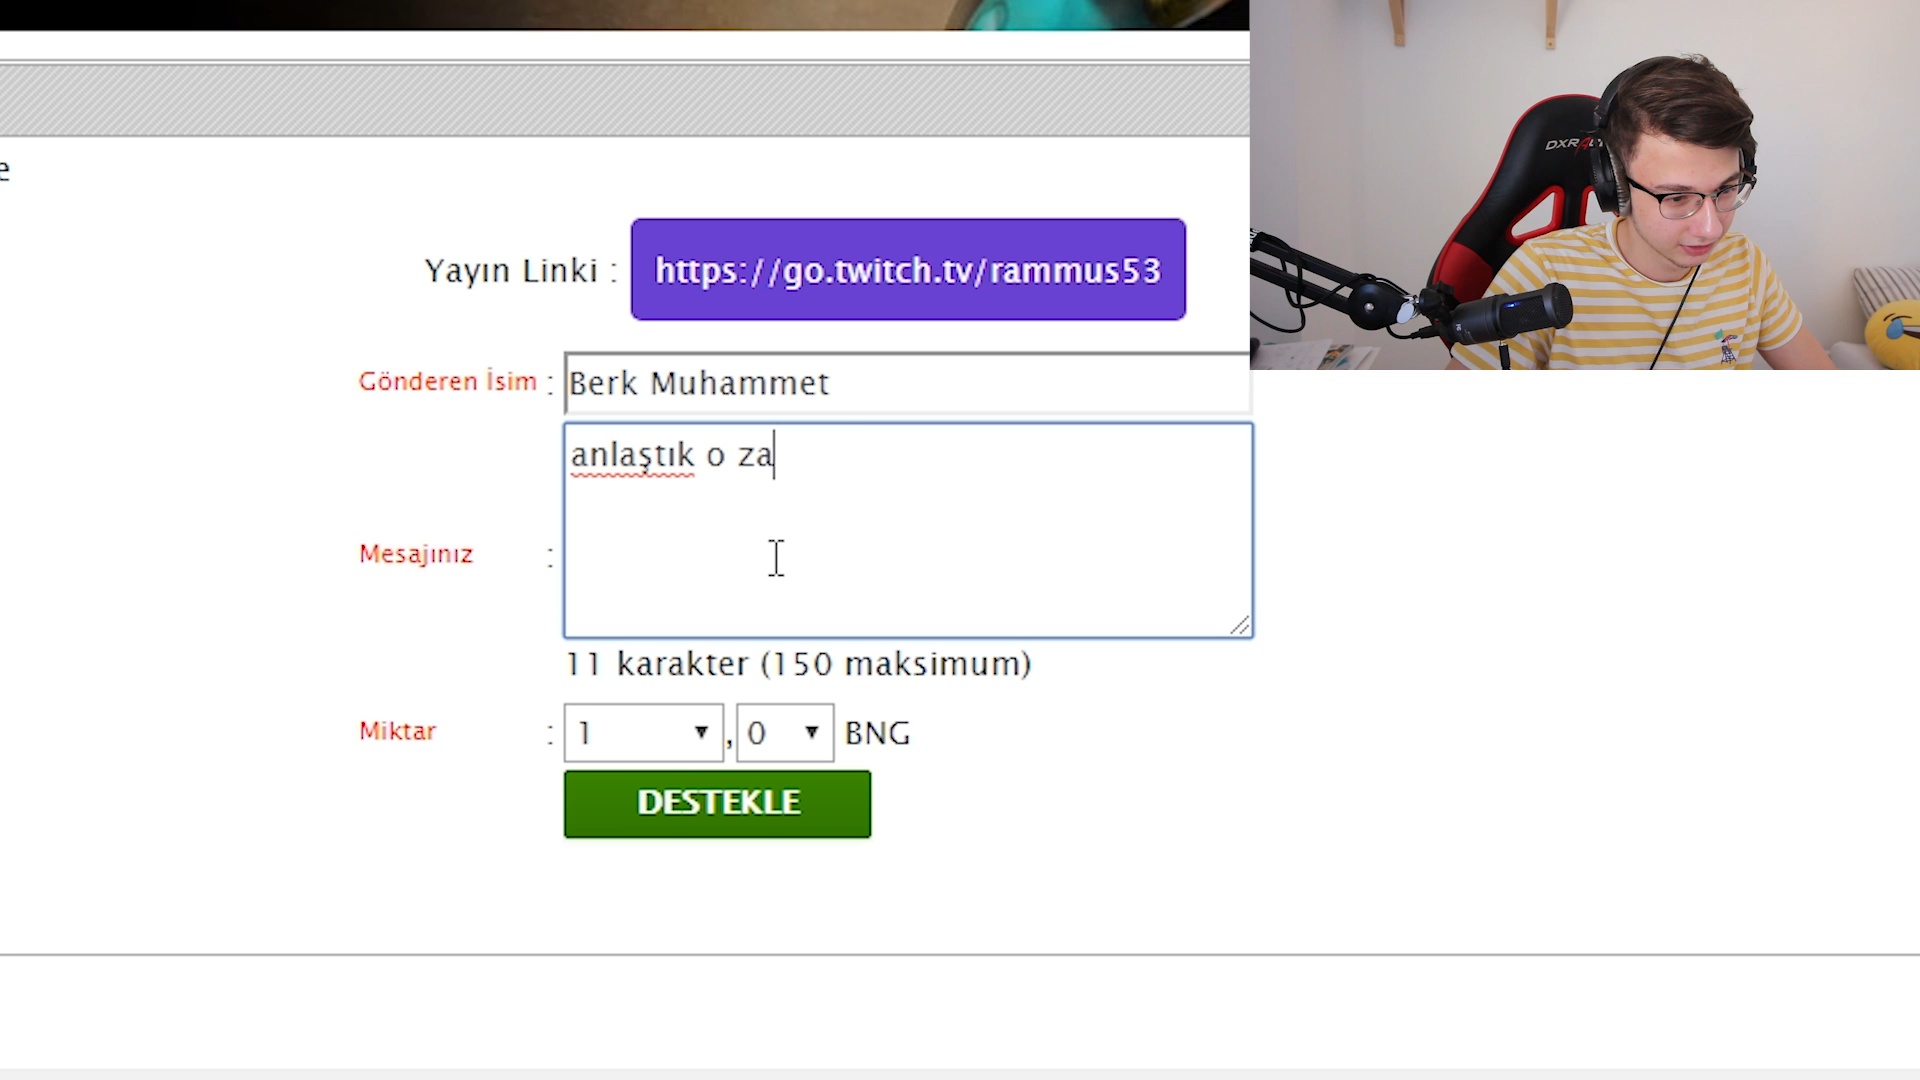 e
Yayın Linki : https://go.twitch.tv/rammus53
Gönderen İsim : Berk Muhammet
anlaştık o za
Mesajınız :
11 karakter (150 maksimum)
Miktar : 1 , 0 BNG
DESTEKLE